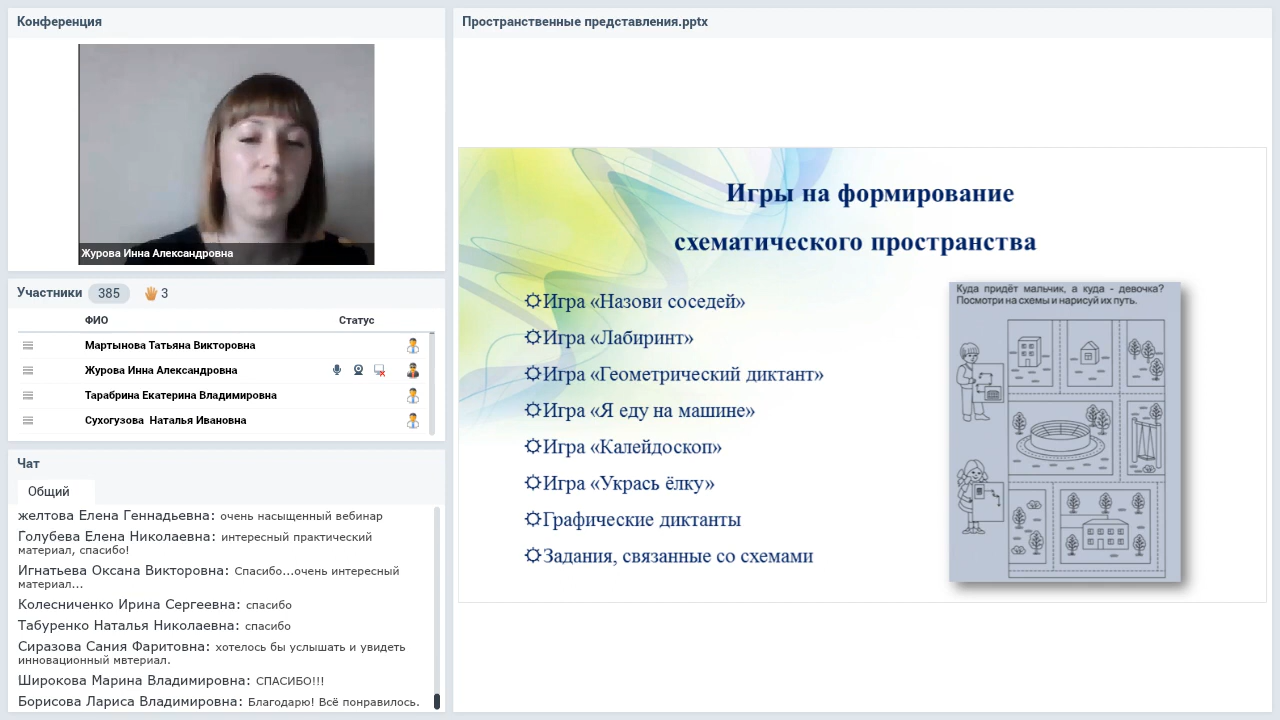 Конференция
Журова Инна Александровна
Участники 385 3
ФИО Статус
Мартынова Татьяна Викторовна
Журова Инна Александровна
Тарабрина Екатерина Владимировна
Сухогузова Наталья Ивановна
Чат
Общий
желтова Елена Геннадьевна: очень насыщенный вебинар
Голубева Елена Николаевна: интересный практический
материал, спасибо!
Игнатьева Оксана Викторовна: Спасибо...очень интересный
материал...
Колесниченко Ирина Сергеевна: спасибо
Табуренко Наталья Николаевна: спасибо
Сиразова Сания Фаритовна: хотелось бы услышать и увидеть
инновационный мвтериал.
Широкова Марина Владимировна: СПАСИБО!!!
Борисова Лариса Владимировна: Благодарю! Всё понравилось.
Пространственные представления.pptx
Игры на формирование
схематического пространства
Игра «Назови соседей»
Игра «Лабиринт»
Игра «Геометрический диктант»
Игра «Я еду на машине»
Игра «Калейдоскоп»
Игра «Укрась ёлку»
Графические диктанты
Задания, связанные со схемами
Куда придёт мальчик, а куда - девочка?
Посмотри на схемы и нарисуй их путь.